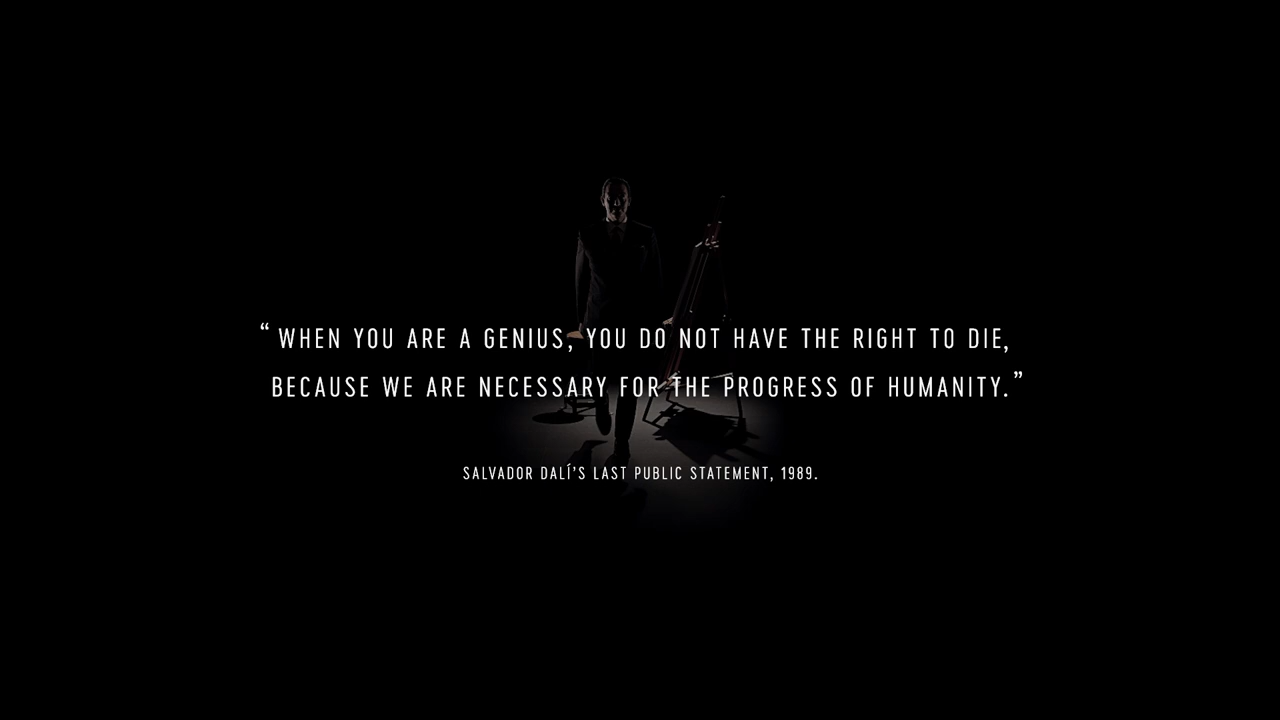 “ WHEN YOU ARE A GENIUS, YOU DO NOT HAVE THE RIGHT TO DIE,
BECAUSE WE ARE NECESSARY FOR THE PROGRESS OF HUMANITY.”
SALVADOR DALÍ’S LAST PUBLIC STATEMENT, 1989.